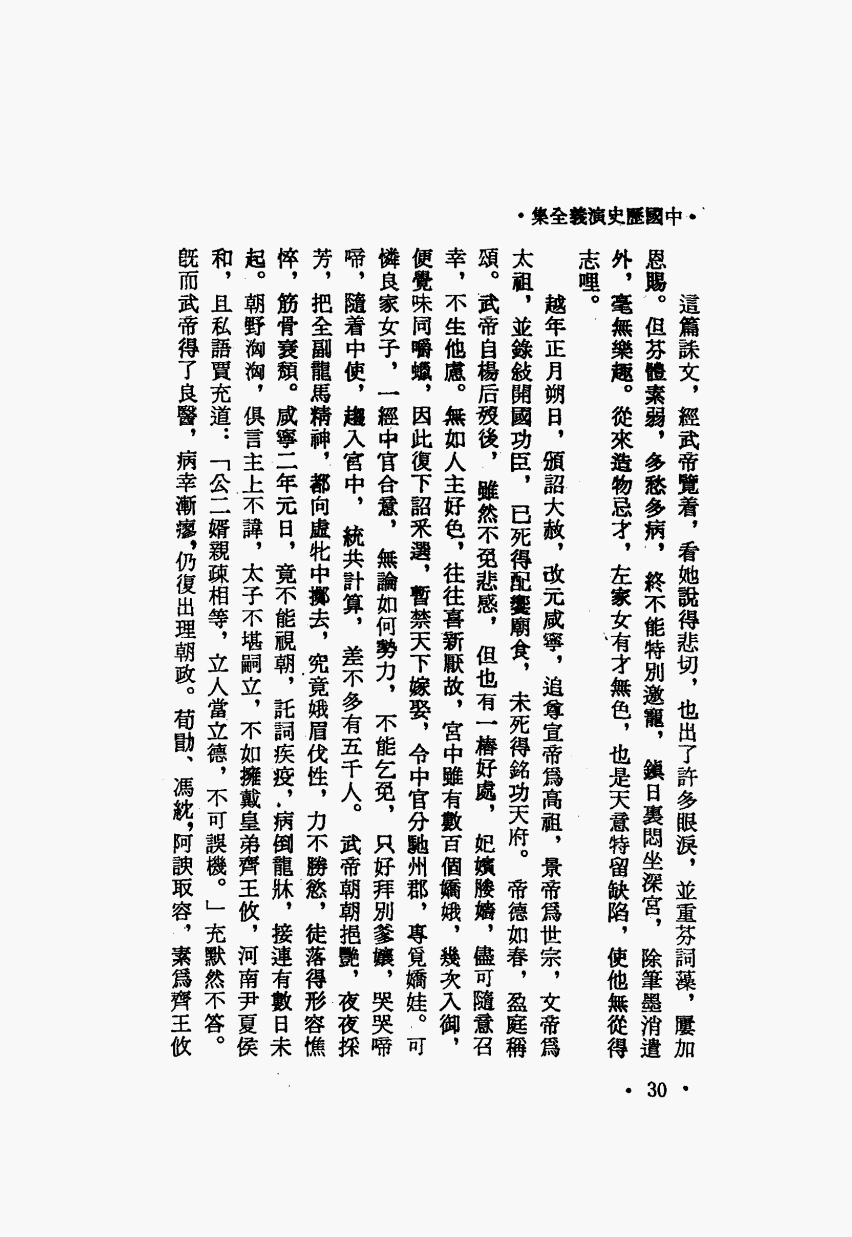 •中國歷史演義全集•
這篇誄文，經武帝覽着，看她說得悲切，也出了許多眼淚，並重芬詞藻，屢加
恩賜。但芬體素弱，多愁多病，終不能特別邀寵，鎭日裏悶坐深宮，除筆墨消遣
外，毫無樂趣。從來造物忌才，左家女有才無色，也是天意特留缺陷，使他無從得
志哩。
越年正月朔日，頒詔大赦，改元咸寧，追尊宣帝爲高祖，景帝爲世宗，文帝爲
太祖，並錄敍開國功臣，已死得配饗廟食，未死得銘功天府。帝德如春，盈庭稱
頌。武帝自楊后歿後，雖然不免悲感，但也有一樁好處，妃嬪媵嬙，儘可隨意召
幸，不生他慮。無如人主好色，往往喜新厭故，宮中雖有數百個嬌娥，幾次入御，
便覺味同嚼蠟，因此復下詔釆選，暫禁天下嫁娶，令中官分馳州郡，專覓嬌娃。可
憐良家女子，一經中官合意，無論如何勢力，不能乞免，只好拜別爹孃，哭哭啼
啼，隨着中使，趨入宮中，統共計算，差不多有五千人。武帝朝朝挹艷，夜夜採
芳，把全副龍馬精神，都向虛牝中擲去，究竟娥眉伐性，力不勝慾，徒落得形容憔
悴，筋骨衰頹。咸寧二年元日，竟不能視朝，託詞疾疫，病倒龍牀，接連有數日未
起。朝野洶洶，俱言主上不諱，太子不堪嗣立，不如擁戴皇弟齊王攸，河南尹夏侯
和，且私語賈充道：「公二婿親疎相等，立人當立德，不可誤機。」充默然不答。
旣而武帝得了良醫，病幸漸瘳，仍復出理朝政。荀勖、馮紞，阿諛取容，素爲齊王攸
• 30 •